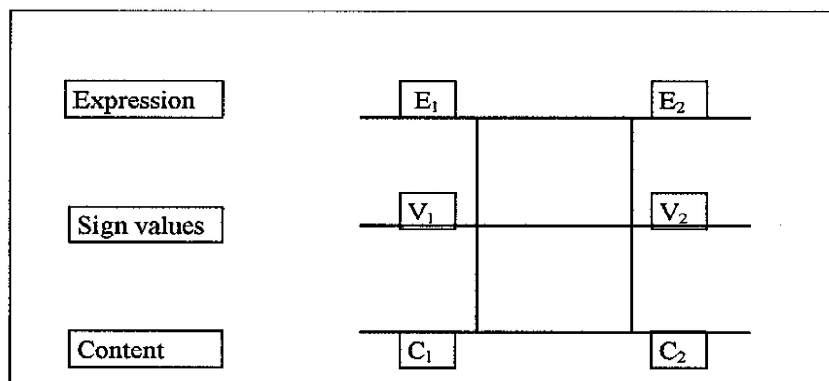 Expression E₁ E₂
Sign values V₁ V₂
Content C₁ C₂